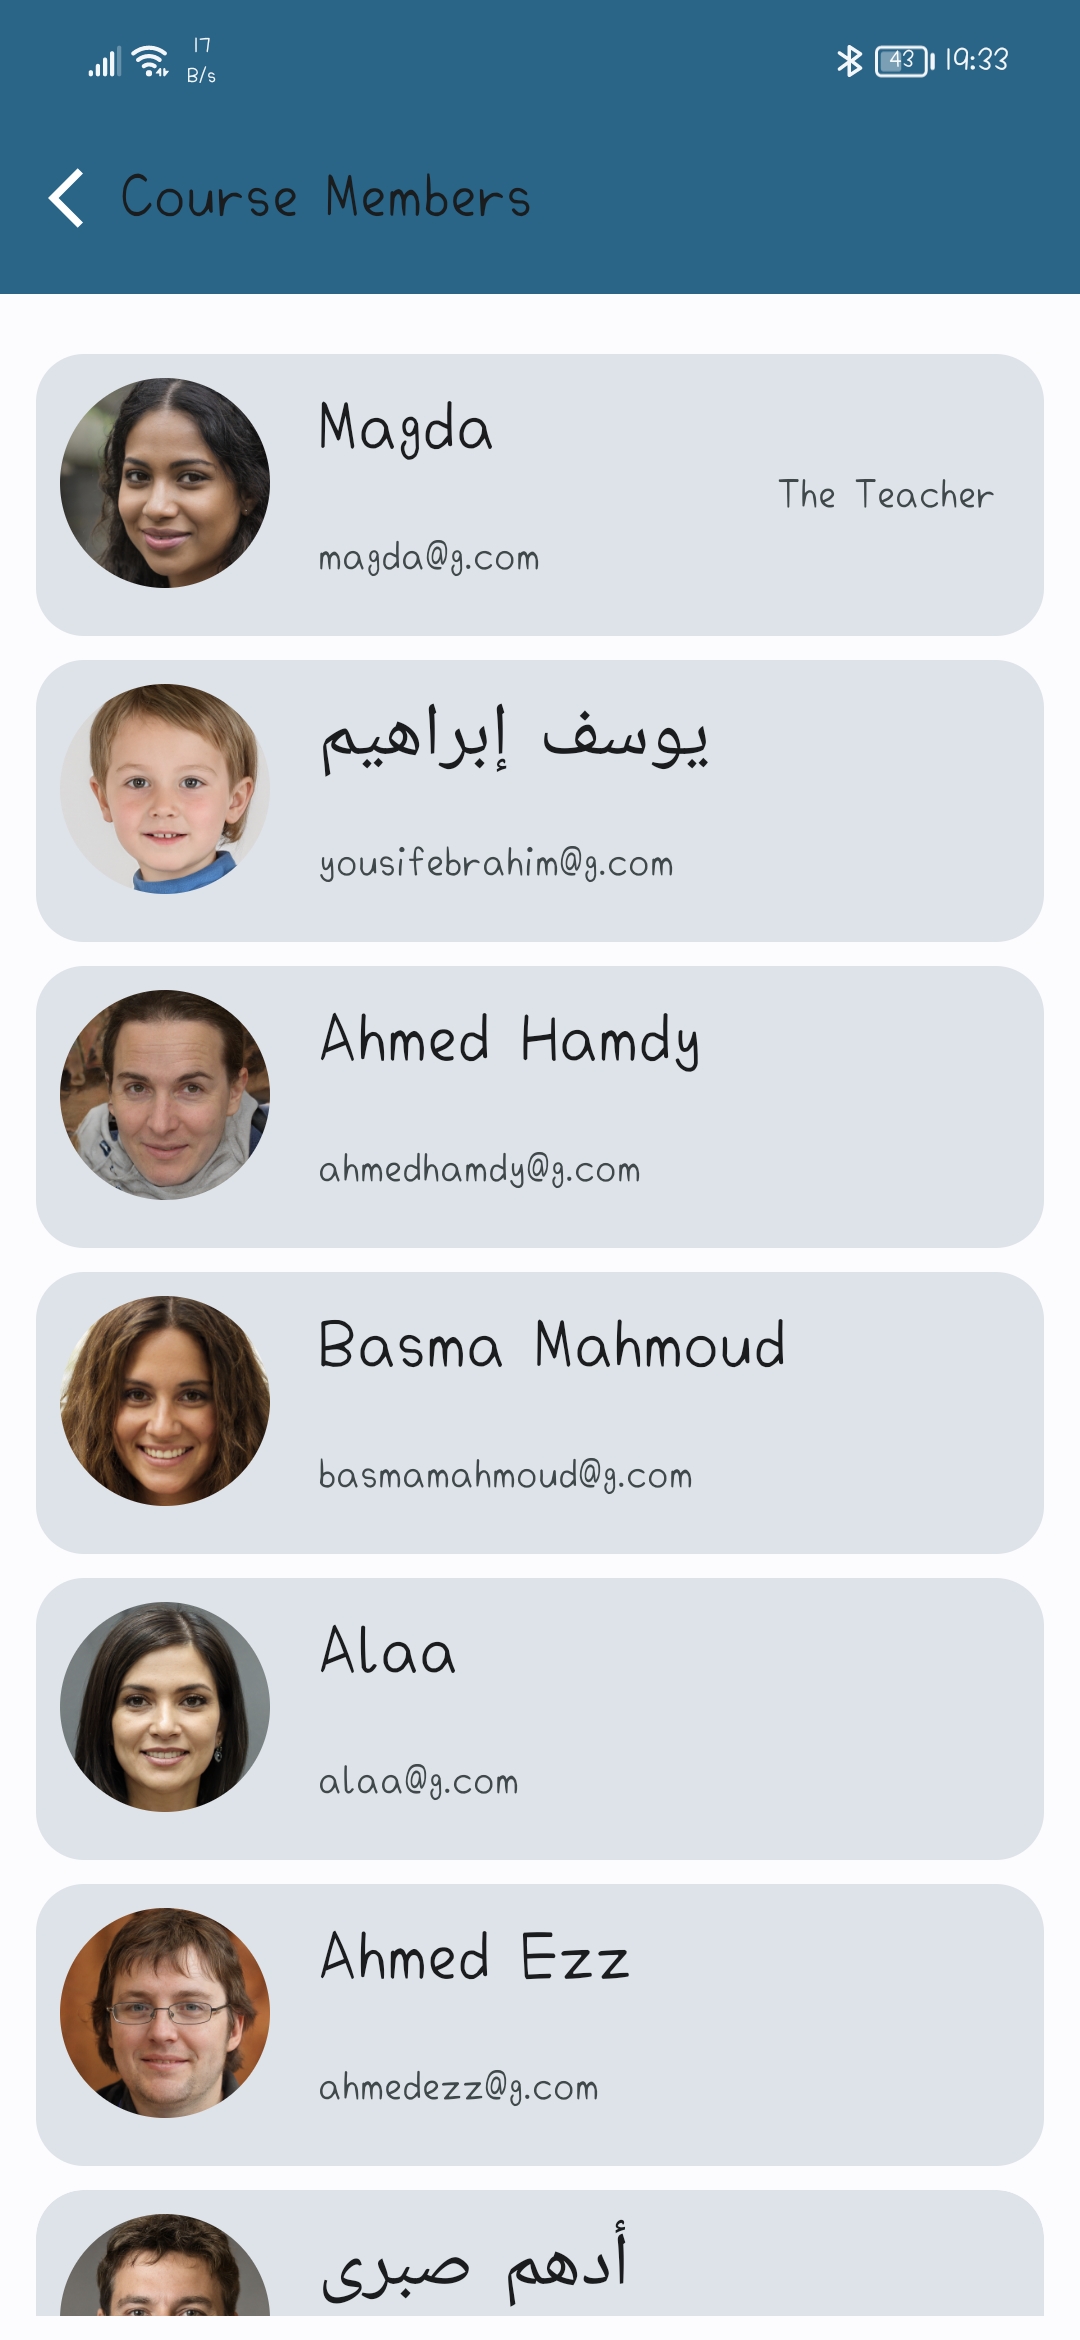 17
B/s
43
19:33
Course Members
Magda
The Teacher
magda@g.com
يوسف إبراهيم
yousifebrahim@g.com
Ahmed Hamdy
ahmedhamdy@g.com
Basma Mahmoud
basmamahmoud@g.com
Alaa
alaa@g.com
Ahmed Ezz
ahmedezz@g.com
أدهم صبرى